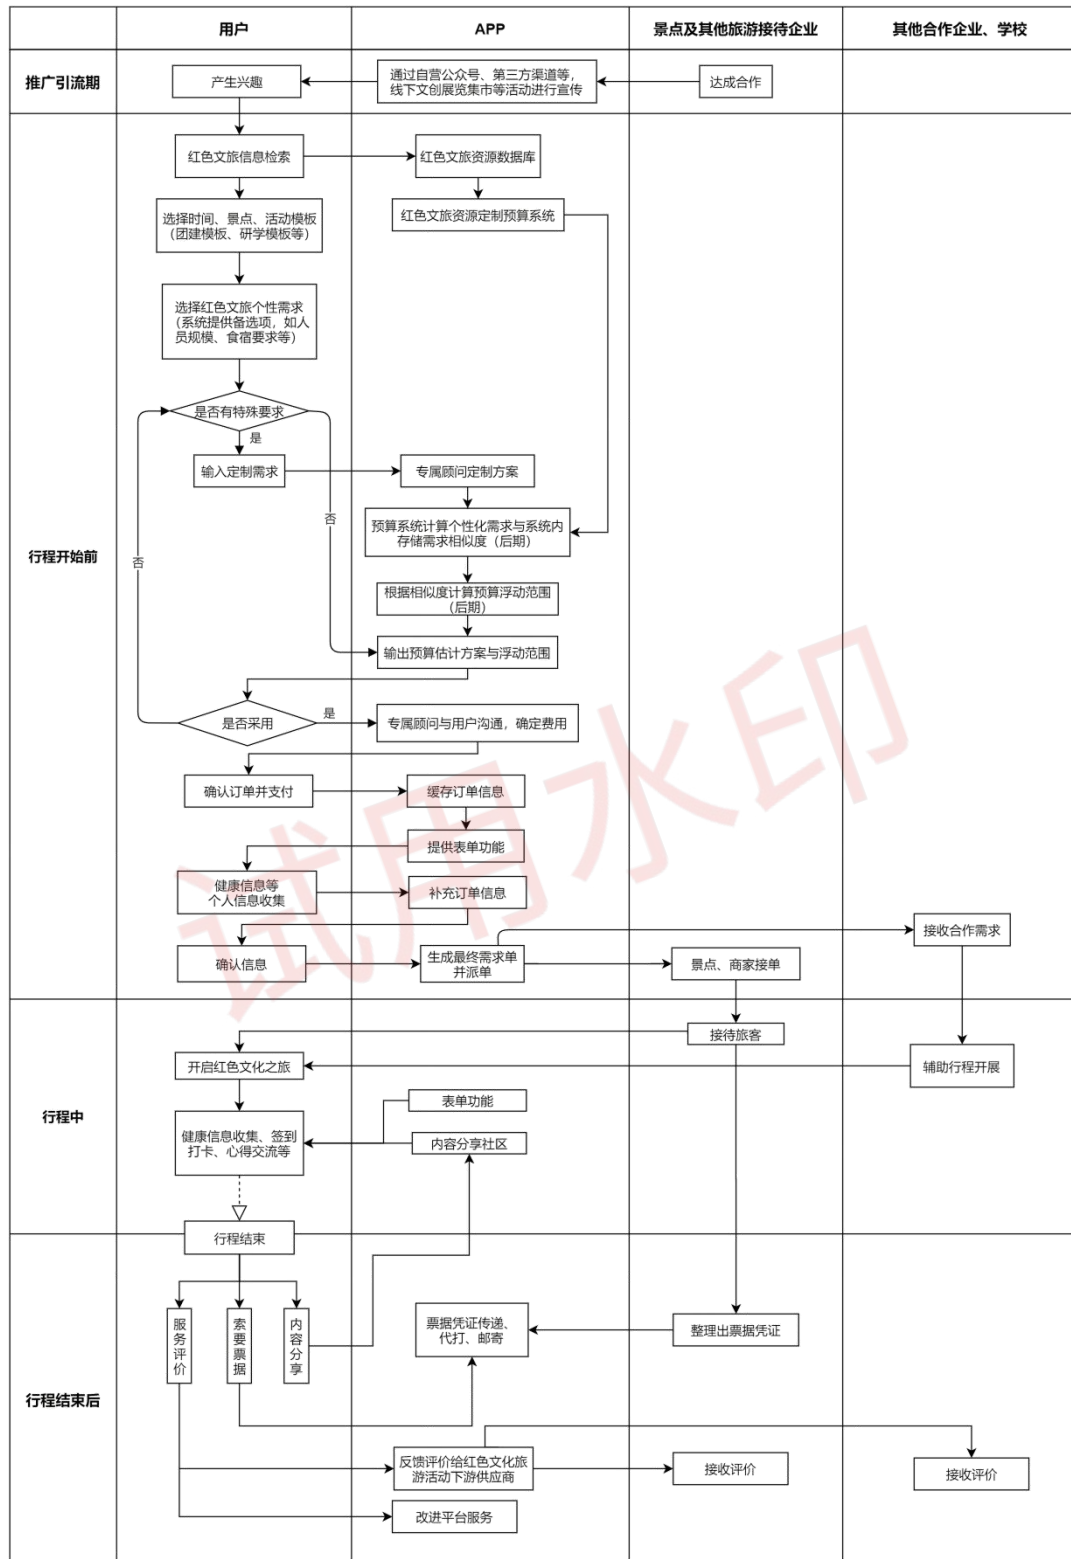 用户
APP
景点及其他旅游接待企业
其他合作企业、学校
推广引流期
产生兴趣
通过自营公众号、第三方渠道等，
线下文创展览集市等活动进行宣传
达成合作
行程开始前
红色文旅信息检索
红色文旅资源数据库
选择时间、景点、活动模板
（团建模板、研学模板等）
红色文旅资源定制预算系统
选择红色文旅个性需求
（系统提供备选项，如人
员规模、食宿要求等）
是否有特殊要求
是
否
否
输入定制需求
专属顾问定制方案
预算系统计算个性化需求与系统内
存储需求相似度（后期）
根据相似度计算预算浮动范围
（后期）
输出预算估计方案与浮动范围
是否采用
是
专属顾问与用户沟通，确定费用
确认订单并支付
缓存订单信息
提供表单功能
健康信息等
个人信息收集
补充订单信息
确认信息
生成最终需求单
并派单
景点、商家接单
接收合作需求
行程中
接待旅客
开启红色文化之旅
辅助行程开展
表单功能
健康信息收集、签到
打卡、心得交流等
内容分享社区
行程结束
行程结束后
服务评价
索要票据
内容分享
票据凭证传递、
代打、邮寄
整理出票据凭证
反馈评价给红色文化旅
游活动下游供应商
接收评价
接收评价
改进平台服务
试用水印